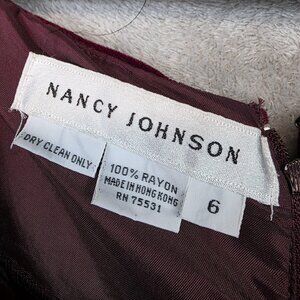 NANCY JOHNSON
DRY CLEAN ONLY
100% RAYON
MADE IN HONG KONG
RN 75531
6